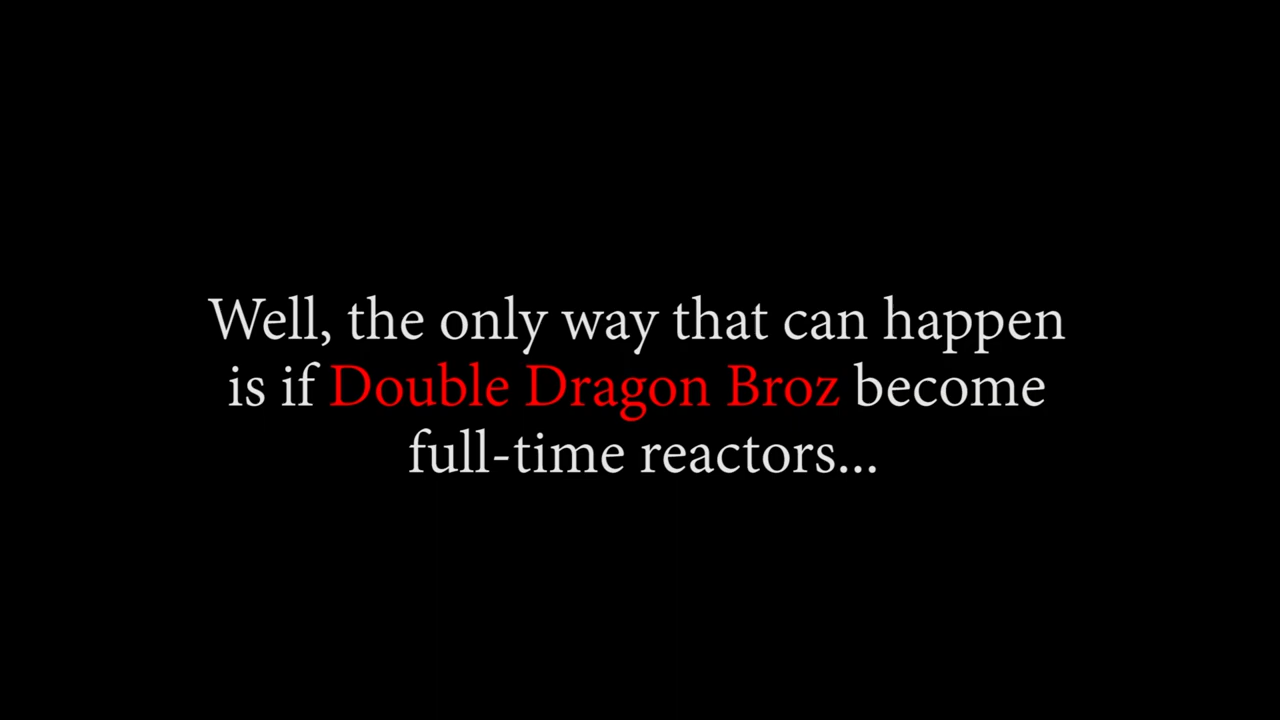 Well, the only way that can happen
is if Double Dragon Broz become
full-time reactors...